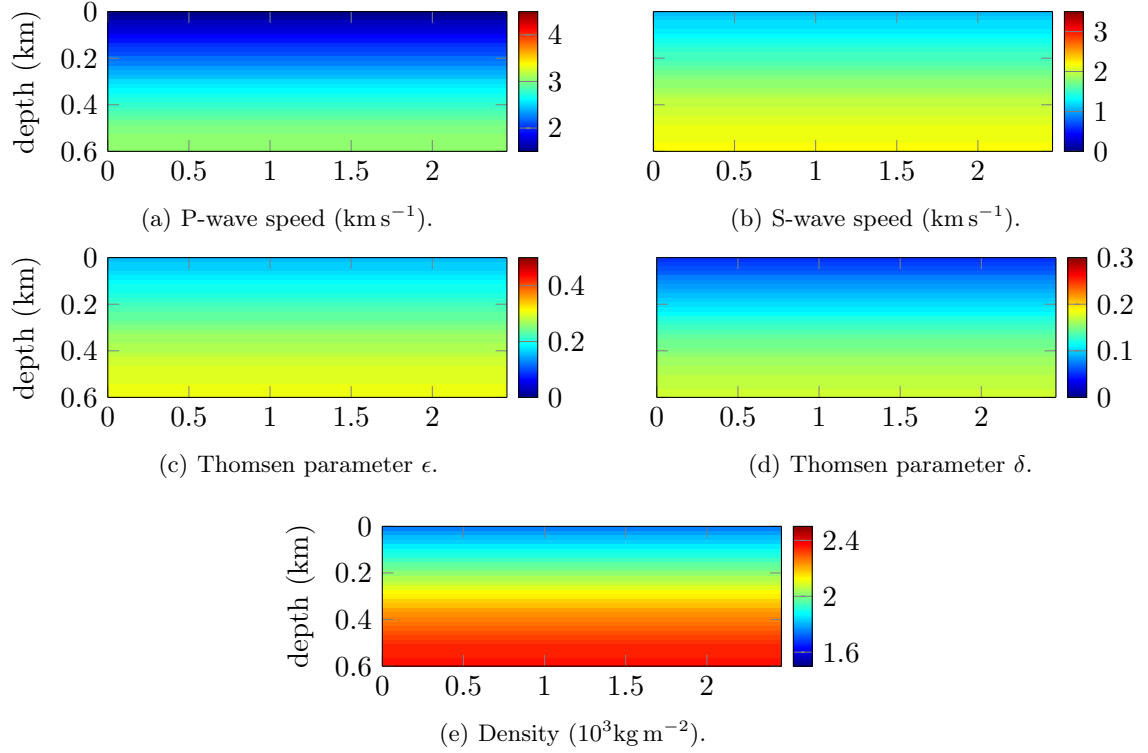 0
0.2
0.4
0.6
depth (km)
0 0.5 1 1.5 2
4
3
2
(a) P-wave speed (km s⁻¹).
0 0.5 1 1.5 2
3
2
1
0
(b) S-wave speed (km s⁻¹).
0
0.2
0.4
0.6
depth (km)
0 0.5 1 1.5 2
0.4
0.2
0
(c) Thomsen parameter ϵ.
0 0.5 1 1.5 2
0.3
0.2
0.1
0
(d) Thomsen parameter δ.
0
0.2
0.4
0.6
depth (km)
0 0.5 1 1.5 2
2.4
2
1.6
(e) Density (10³kg m⁻²).